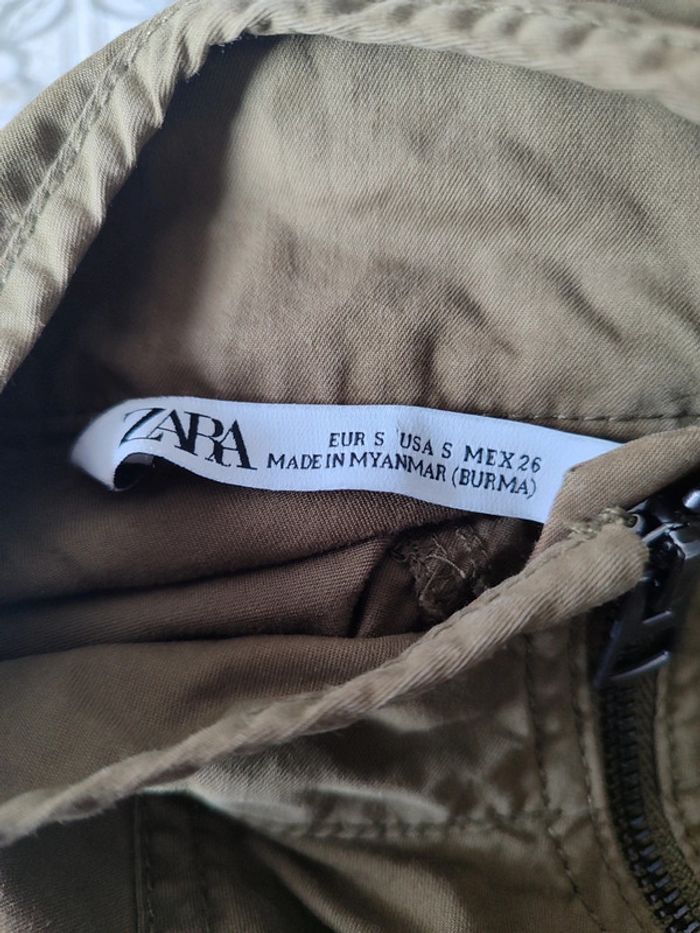 ZARA
EUR S USA S MEX 26
MADE IN MYANMAR (BURMA)